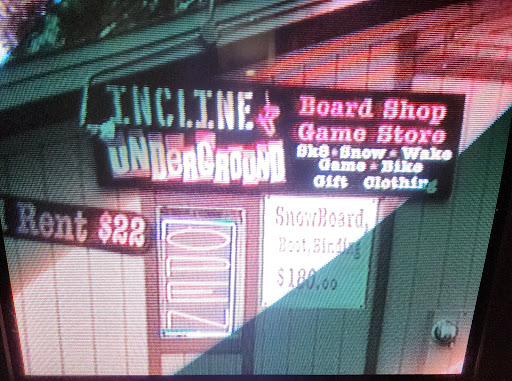 INCLINE
UNDERGROUND
Board Shop
Game Store
Sk8 * Snow * Wake
Game * Bike
Gift Clothing
Rent $22
SnowBoard,
Boot, Binding
$180.00